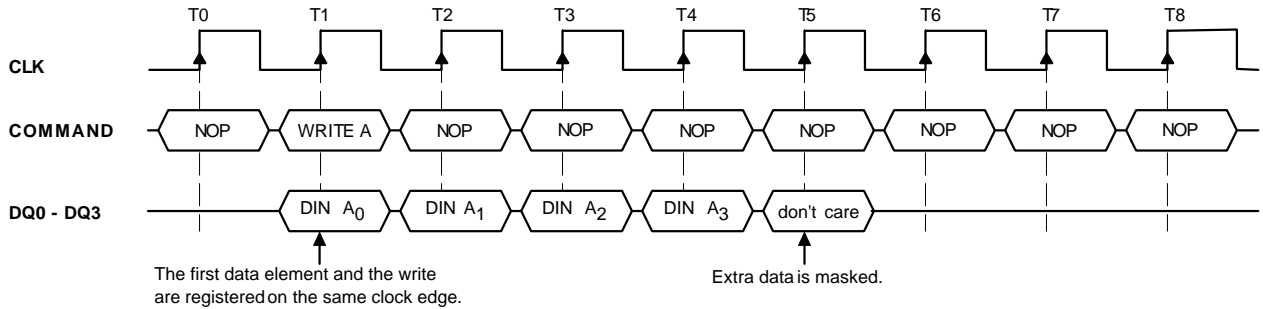 T0 T1 T2 T3 T4 T5 T6 T7 T8
CLK
COMMAND NOP WRITE A NOP NOP NOP NOP NOP NOP NOP
DQ0 - DQ3 DIN A0 DIN A1 DIN A2 DIN A3 don't care
The first data element and the write
are registered on the same clock edge.
Extra data is masked.